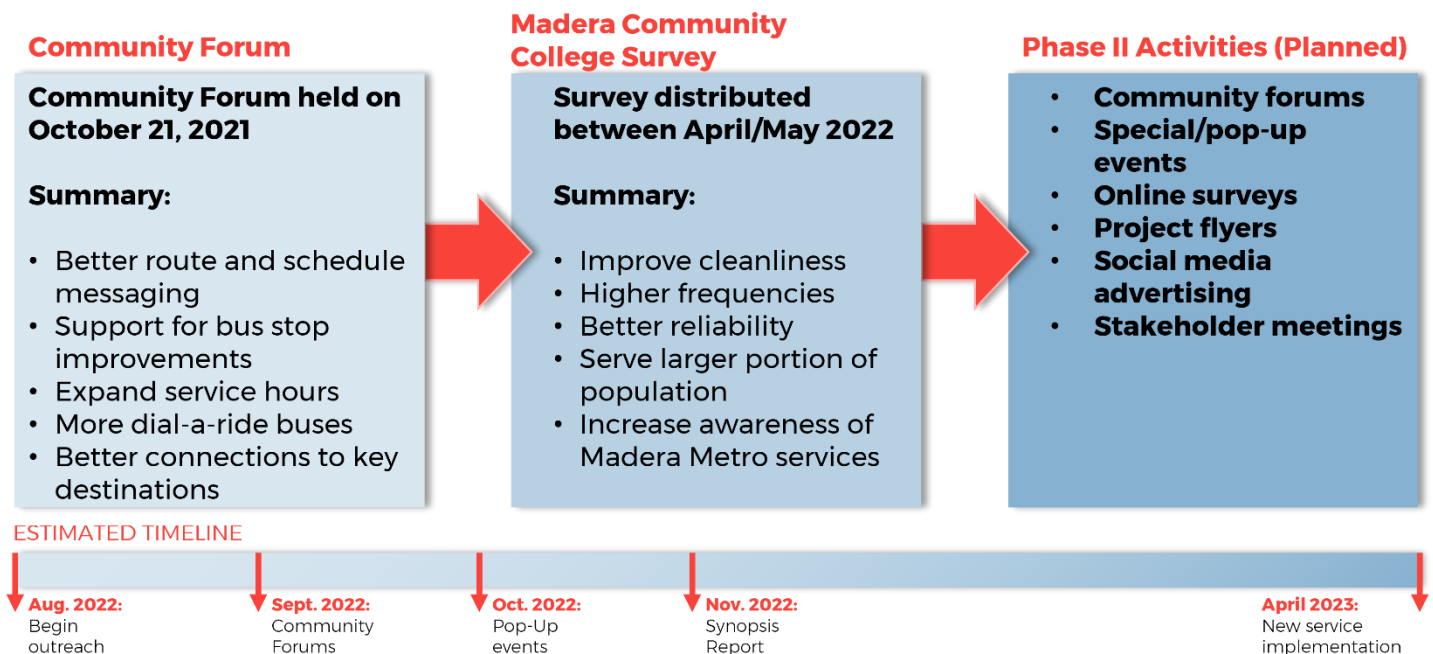 Community Forum
Community Forum held on
October 21, 2021
Summary:
• Better route and schedule
messaging
• Support for bus stop
improvements
• Expand service hours
• More dial-a-ride buses
• Better connections to key
destinations
Madera Community
College Survey
Survey distributed
between April/May 2022
Summary:
• Improve cleanliness
• Higher frequencies
• Better reliability
• Serve larger portion of
population
• Increase awareness of
Madera Metro services
Phase II Activities (Planned)
• Community forums
• Special/pop-up
events
• Online surveys
• Project flyers
• Social media
advertising
• Stakeholder meetings
ESTIMATED TIMELINE
Aug. 2022:
Begin
outreach
Sept. 2022:
Community
Forums
Oct. 2022:
Pop-Up
events
Nov. 2022:
Synopsis
Report
April 2023:
New service
implementation